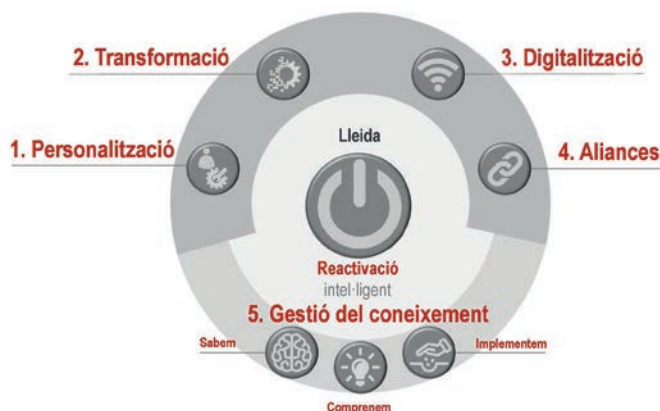 2. Transformació
3. Digitalització
1. Personalització
Lleida
4. Aliances
Reactivació
intel·ligent
5. Gestió del coneixement
Sabem
Implementem
Comprenem